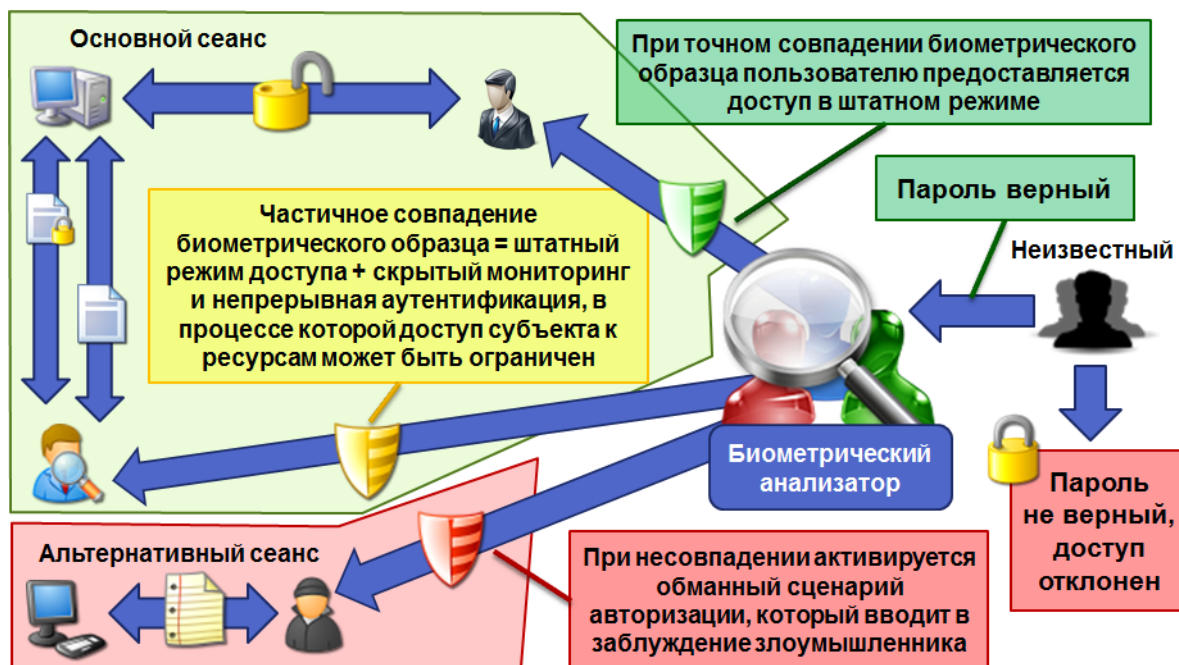 Основной сеанс
При точном совпадении биометрического
образца пользователю предоставляется
доступ в штатном режиме
Пароль верный
Неизвестный
Частичное совпадение
биометрического образца = штатный
режим доступа + скрытый мониторинг
и непрерывная аутентификация, в
процессе которой доступ субъекта к
ресурсам может быть ограничен
Биометрический
анализатор
Пароль
не верный,
доступ
отклонен
Альтернативный сеанс
При несовпадении активируется
обманный сценарий
авторизации, который вводит в
заблуждение злоумышленника